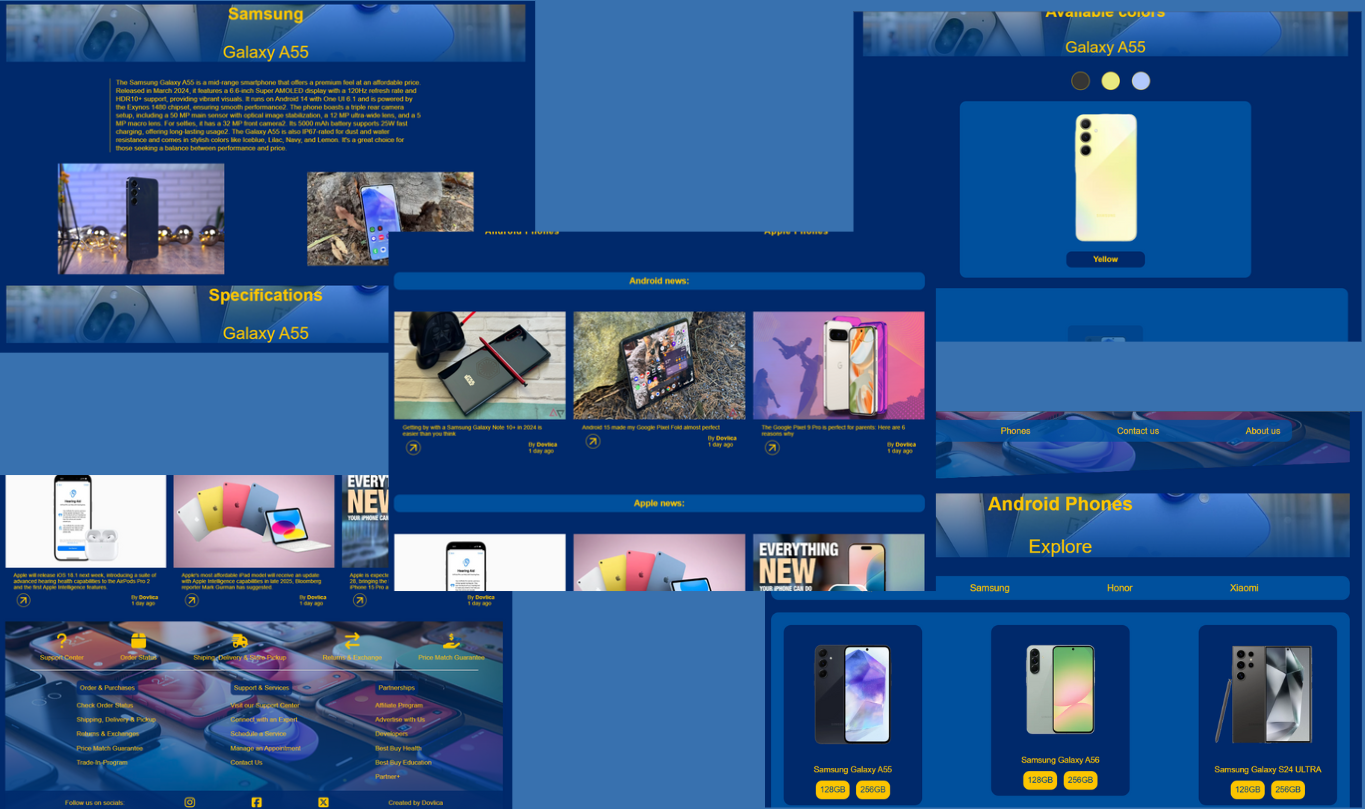 Samsung
Galaxy A55
The Samsung Galaxy A55 is a mid-range smartphone that offers a premium feel at an affordable price.
Released in March 2024, it features a 6.6-inch Super AMOLED display with a 120Hz refresh rate and
HDR10+ support, providing vibrant visuals. It runs on Android 14 with One UI 6.1 and is powered by
the Exynos 1480 chipset, ensuring smooth performance2. The phone boasts a triple rear camera
setup, including a 50 MP main sensor with optical image stabilization, a 12 MP ultra-wide lens, and a 5
MP macro lens. For selfies, it has a 32 MP front camera2. Its 5000 mAh battery supports 25W fast
charging, offering long-lasting usage2. The Galaxy A55 is also IP67-rated for dust and water
resistance and comes in stylish colors like Iceblue, Lilac, Navy, and Lemon. It's a great choice for
those seeking a balance between performance and price.
Specifications
Galaxy A55
Available colors
Galaxy A55
Yellow
Android Phones
Apple Phones
Android news:
Getting by with a Samsung Galaxy Note 10+ in 2024 is
easier than you think
By Dovlica
1 day ago
Android 15 made my Google Pixel Fold almost perfect
By Dovlica
1 day ago
The Google Pixel 9 Pro is perfect for parents: Here are 6
reasons why
By Dovlica
1 day ago
Apple news:
EVERYTHING
NEW
YOUR IPHONE CAN DO
Phones
Contact us
About us
Android Phones
Explore
Samsung
Honor
Xiaomi
Samsung Galaxy A55
128GB
256GB
Samsung Galaxy A56
128GB
256GB
Samsung Galaxy S24 ULTRA
128GB
256GB
Hearing Aid
EVERY
NEW
YOUR IPHONE CAN
Apple will release iOS 18.1 next week, introducing a suite of
advanced hearing health capabilities to the AirPods Pro 2
and the first Apple Intelligence features.
By Dovlica
1 day ago
Apple's most affordable iPad model will receive an update
with Apple Intelligence capabilities in late 2025, Bloomberg
reporter Mark Gurman has suggested
By Dovlica
1 day ago
Apple is expect
28, bringing the
iPhone 15 Pro a
By Dovlica
1 day ago
Support Center
Order Status
Shiping, Delivery & Store Pickup
Returns & Exchange
Price Match Guarantee
Order & Purchases
Check Order Status
Shipping, Delivery & Pickup
Returns & Exchanges
Price Match Guarantee
Trade-In-Program
Support & Services
Visit our Support Center
Connect with an Expert
Schedule a Service
Manage an Appointment
Contact Us
Partnerships
Affiliate Program
Advertise with Us
Developers
Best Buy Health
Best Buy Education
Partner+
Follow us on socials:
Created by Dovlica